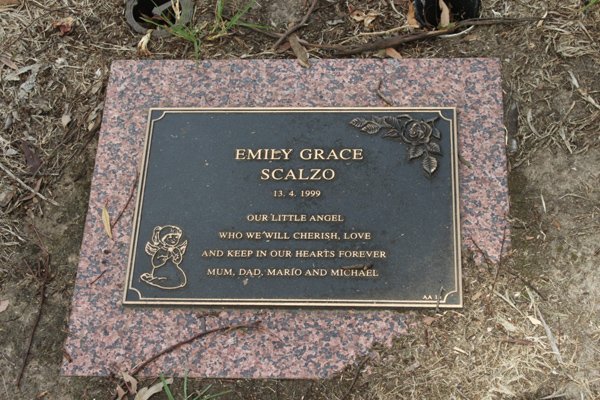 EMILY GRACE
SCALZO
13. 4. 1999
OUR LITTLE ANGEL
WHO WE WILL CHERISH, LOVE
AND KEEP IN OUR HEARTS FOREVER
MUM, DAD, MARIO AND MICHAEL
AA